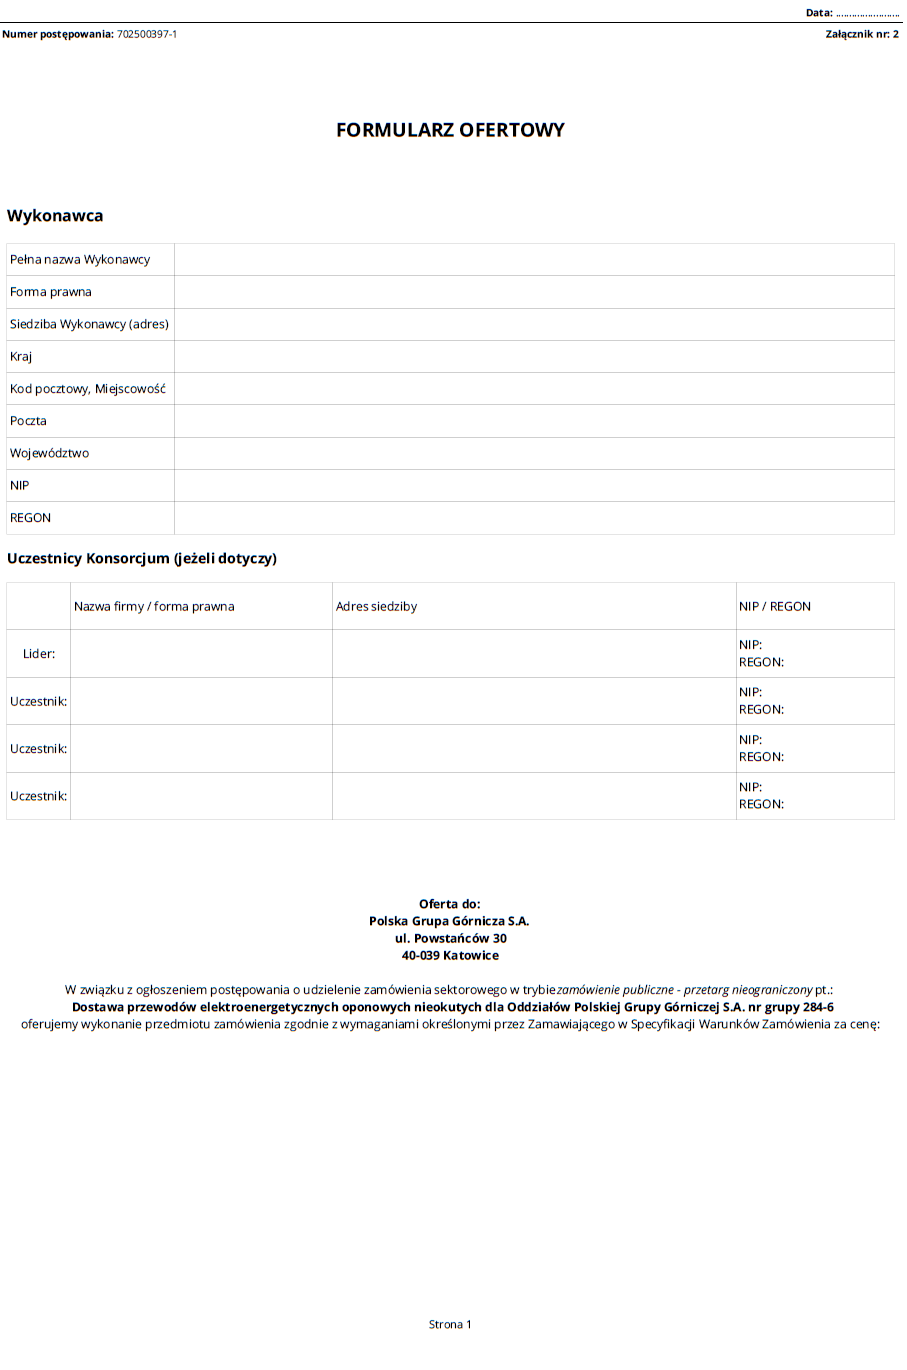 Data: ........................
Numer postępowania: 702500397-1 Załącznik nr: 2
FORMULARZ OFERTOWY
Wykonawca
Pełna nazwa Wykonawcy
Forma prawna
Siedziba Wykonawcy (adres)
Kraj
Kod pocztowy, Miejscowość
Poczta
Województwo
NIP
REGON
Uczestnicy Konsorcjum (jeżeli dotyczy)
Nazwa firmy / forma prawna Adres siedziby NIP / REGON
Lider:
NIP:
REGON:
Uczestnik:
NIP:
REGON:
Uczestnik:
NIP:
REGON:
Uczestnik:
NIP:
REGON:
Oferta do:
Polska Grupa Górnicza S.A.
ul. Powstańców 30
40-039 Katowice
W związku z ogłoszeniem postępowania o udzielenie zamówienia sektorowego w trybiezamówienie publiczne - przetarg nieograniczony pt.:
Dostawa przewodów elektroenergetycznych oponowych nieokutych dla Oddziałów Polskiej Grupy Górniczej S.A. nr grupy 284-6
oferujemy wykonanie przedmiotu zamówienia zgodnie z wymaganiami określonymi przez Zamawiającego w Specyfikacji Warunków Zamówienia za cenę:
Strona 1